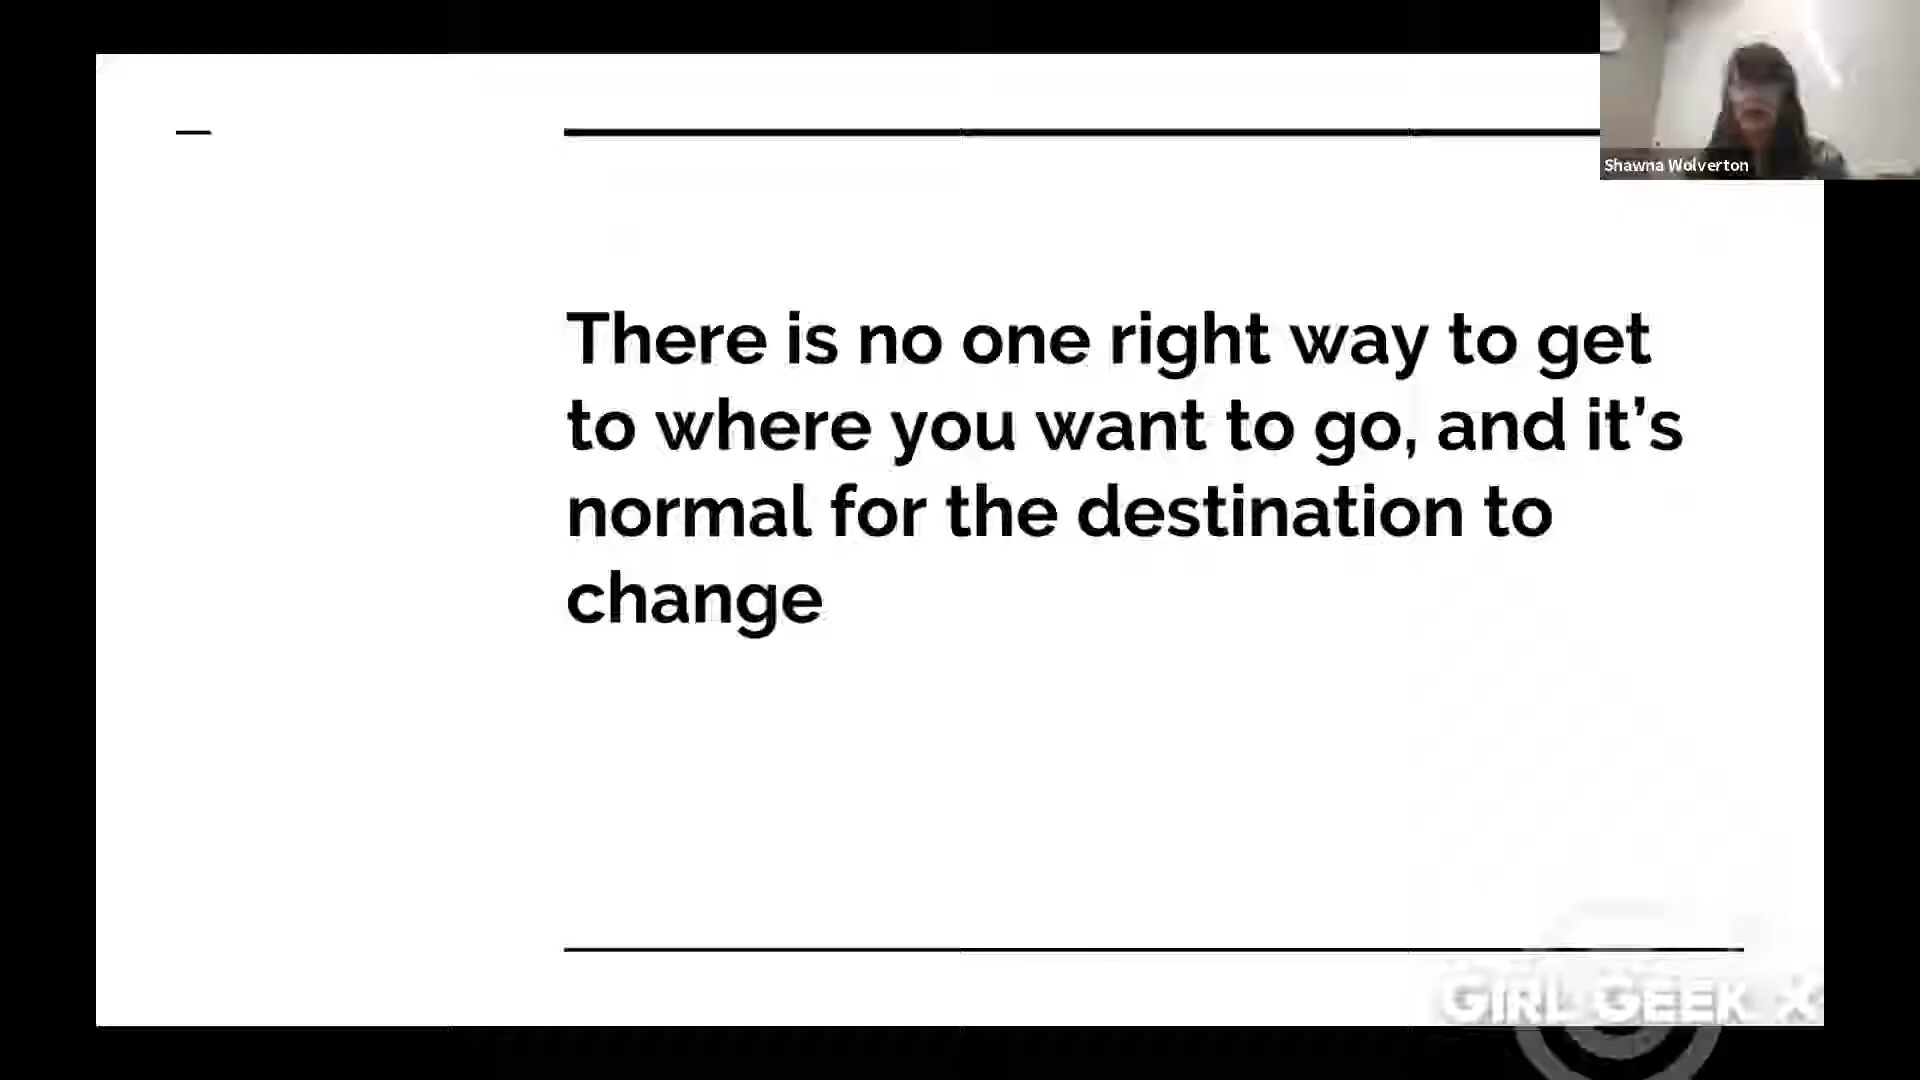 Shawna Wolverton
There is no one right way to get
to where you want to go, and it’s
normal for the destination to
change
GIRL GEEK X